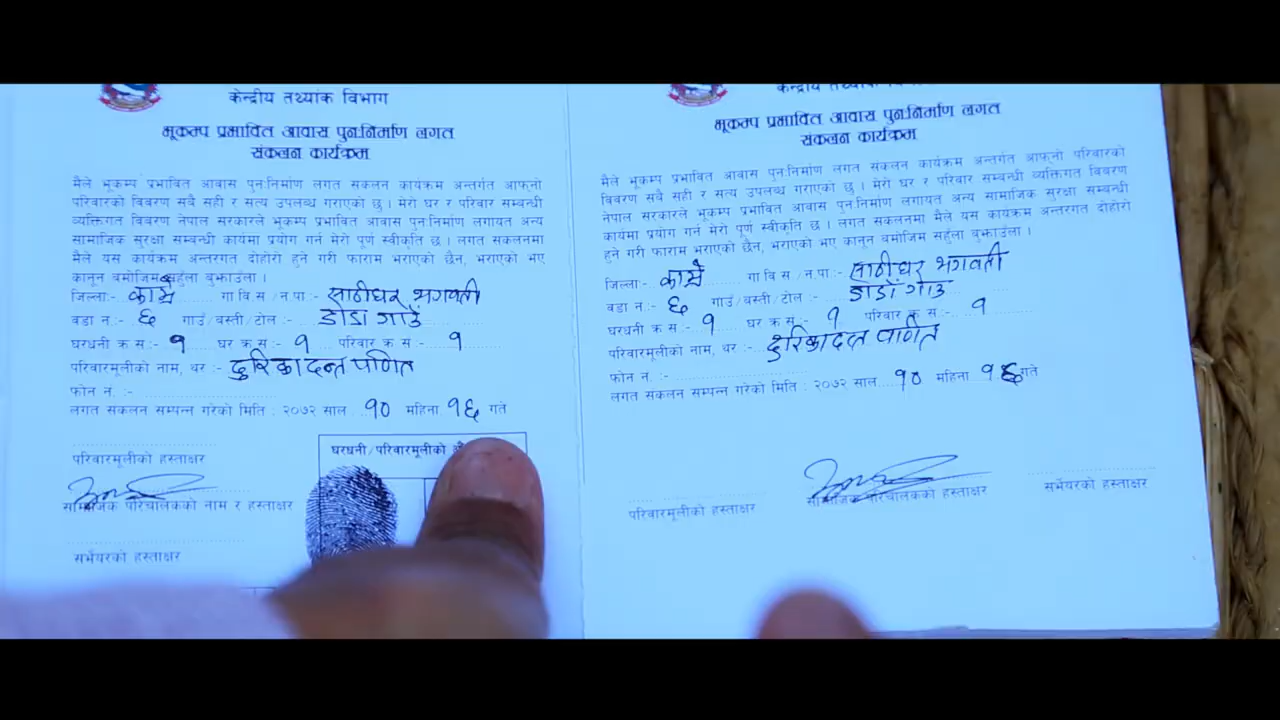 केन्द्रीय तथ्यांक विभाग
भूकम्प प्रभावित आवास पुनःनिर्माण लगत
संकलन कार्यक्रम
मैले भूकम्प प्रभावित आवास पुनःनिर्माण लगत संकलन कार्यक्रम अन्तर्गत आफ्नो
परिवारको विवरण सबै सही र सत्य उपलब्ध गराएको छु । मेरो घर र परिवार सम्बन्धी
व्यक्तिगत विवरण नेपाल सरकारले भूकम्प प्रभावित आवास पुनःनिर्माण लगायत अन्य
सामाजिक सुरक्षा सम्बन्धी कार्यमा प्रयोग गर्न मेरो पूर्ण स्वीकृति छ । लगत संकलनमा
मैले यस कार्यक्रम अन्तरगत दोहोरो हुने गरी फाराम भराएको छैन, भराएको भए
कानून बमोजिम सहुँला बुझाउँला ।
जिल्ला:- काभ्रे गा वि स / न.पा:- साठीघर भगवती
वडा नं:- ६ गाउँ/बस्ती/टोल :- डाँडा गाउँ
घरधनी क्र.सं:- १ घर क्र सं :- १ परिवार क्र सं.:- १
परिवारमूलीको नाम, थर :-
फोन नं. :-
लगत संकलन सम्पन्न गरेको मिति : २०७२ साल १० महिना १६ गते
परिवारमूलीको हस्ताक्षर
घरधनी/परिवारमूलीको
सामाजिक परिचालकको नाम र हस्ताक्षर
सर्भेयरको हस्ताक्षर
केन्द्रीय तथ्यांक विभाग
भूकम्प प्रभावित आवास पुनःनिर्माण लगत
संकलन कार्यक्रम
मैले भूकम्प प्रभावित आवास पुनःनिर्माण लगत संकलन कार्यक्रम अन्तर्गत आफ्नो परिवारको
विवरण सबै सही र सत्य उपलब्ध गराएको छु । मेरो घर र परिवार सम्बन्धी व्यक्तिगत विवरण
नेपाल सरकारले भूकम्प प्रभावित आवास पुनःनिर्माण लगायत अन्य सामाजिक सुरक्षा सम्बन्धी
कार्यमा प्रयोग गर्न मेरो पूर्ण स्वीकृति छ । लगत संकलनमा मैले यस कार्यक्रम अन्तरगत दोहोरो
हुने गरी फाराम भराएको छैन, भराएको भए कानून बमोजिम सहुँला बुझाउँला ।
जिल्ला:- काभ्रे गा वि स / न.पा:- साठीघर भगवती
वडा नं:- ६ गाउँ/बस्ती/टोल :- डाँडाँ गाउँ
घरधनी क्र सं :- १ घर क्र सं :- १ परिवार क्र सं :- १
परिवारमूलीको नाम, थर :-
फोन नं. :-
लगत संकलन सम्पन्न गरेको मिति : २०७२ साल १० महिना १६ गते
परिवारमूलीको हस्ताक्षर
सामाजिक परिचालकको हस्ताक्षर
सर्भेयरको हस्ताक्षर